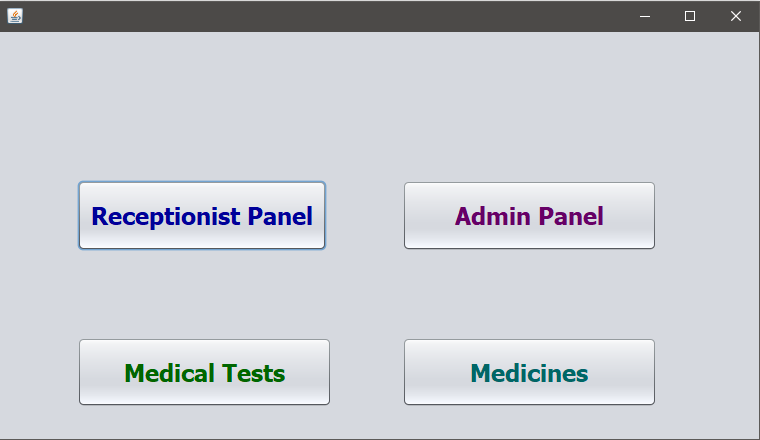 Receptionist Panel
Admin Panel
Medical Tests
Medicines